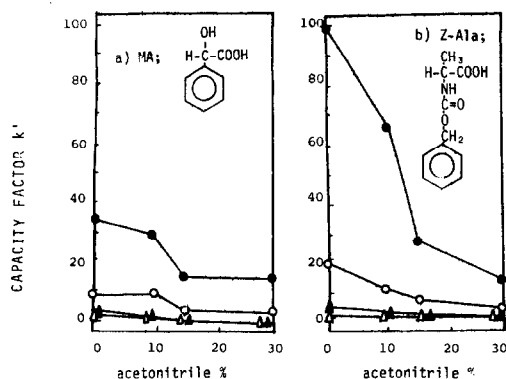 CAPACITY FACTOR k'
100
80
60
40
20
0
a) MA;
OH
H-C-COOH
0 10 20 30
acetonitrile %
100
80
60
40
20
0
b) Z-Ala;
CH3
H-C-COOH
NH
C=O
O
CH2
0 10 20 30
acetonitrile %